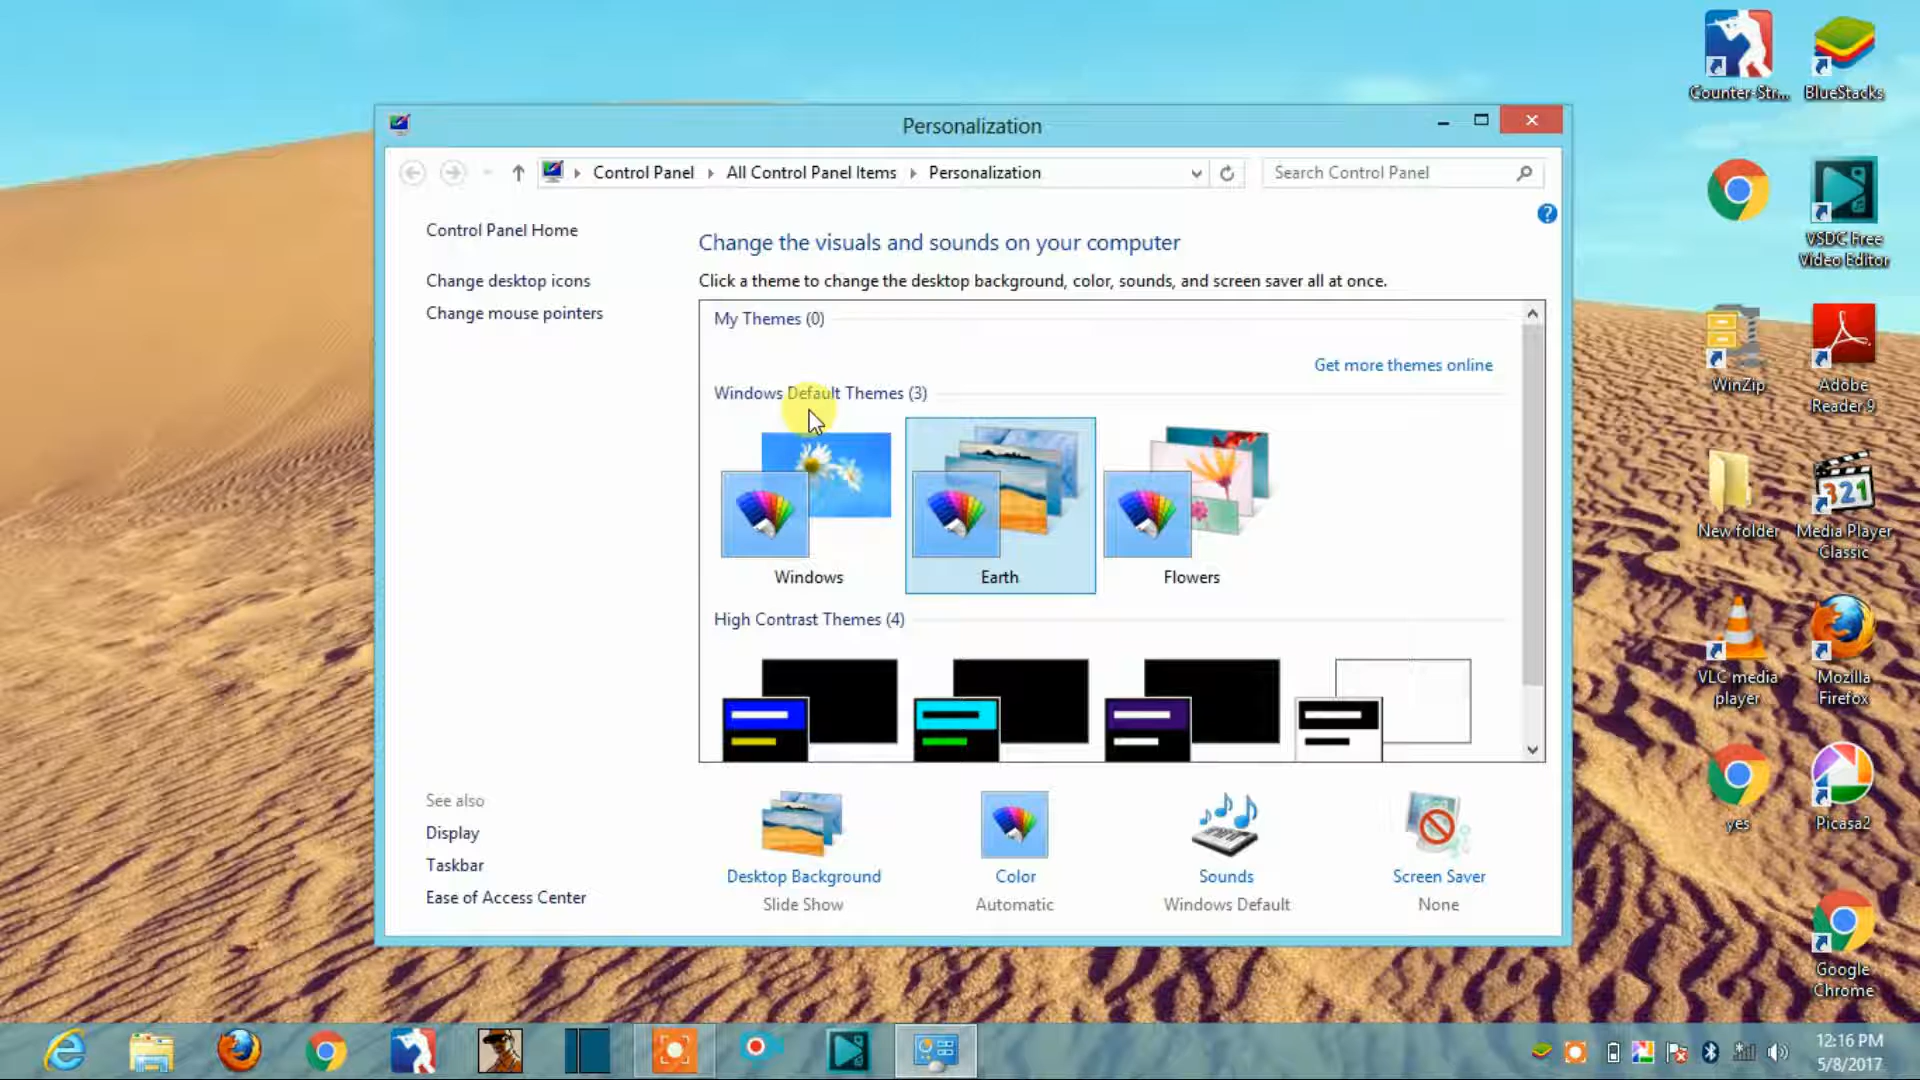 Personalization
Control Panel
All Control Panel Items
Personalization
Search Control Panel
Control Panel Home
Change desktop icons
Change mouse pointers
Change the visuals and sounds on your computer
Click a theme to change the desktop background, color, sounds, and screen saver all at once.
My Themes (0)
Get more themes online
Windows Default Themes (3)
Windows
Earth
Flowers
High Contrast Themes (4)
See also
Display
Taskbar
Ease of Access Center
Desktop Background
Slide Show
Color
Automatic
Sounds
Windows Default
Screen Saver
None
Counter-Str...
BlueStacks
VSDC Free
Video Editor
WinZip
Adobe
Reader 9
New folder
321
Media Player
Classic
VLC media
player
Mozilla
Firefox
yes
Picasa2
Google
Chrome
12:16 PM
5/8/2017